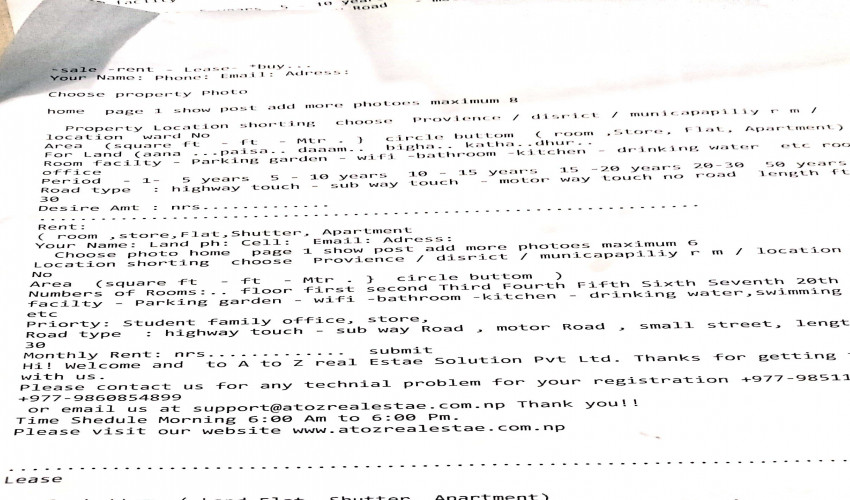 facility
5 - 10 year
Road
-sale -rent - Lease- +buy...
Your Name: Phone: Email: Adress:
Choose property Photo
home page 1 show post add more photoes maximum 8
Property Location shorting choose Provience / disrict / municapapiliy r m /
location ward No
Area (square ft - ft - Mtr . ) circle buttom ( room ,Store, Flat, Apartment)
For Land (aana ...paisa.. daaam.. bigha.. katha..dhur..
Room facilty - Parking garden - wifi -bathroom -kitchen - drinking water etc roo
office
Period - 1- 5 years 5 - 10 years 10 - 15 years 15 -20 years 20-30 50 years
Road type : highway touch - sub way touch - motor way touch no road length ft
30
Desire Amt : nrs.............
Rent:
( room ,store,Flat,Shutter, Apartment
Your Name: Land ph: Cell: Email: Adress:
Choose photo home page 1 show post add more photoes maximum 6
Location shorting choose Provience / disrict / municapapiliy r m / location
No
Area (square ft - ft - Mtr . } circle buttom )
Numbers of Rooms:.. floor first second Third Fourth Fifth Sixth Seventh 20th
facilty - Parking garden - wifi -bathroom -kitchen - drinking water,swimming
etc
Priorty: Student family office, store,
Road type : highway touch - sub way Road , motor Road , small street, lengt
30
Monthly Rent: nrs.............. submit
Hi! Welcome and to A to Z real Estae Solution Pvt Ltd. Thanks for getting
with us.
Please contact us for any technial problem for your registration +977-98511
+977-9860854899
or email us at support@atozrealestae.com.np Thank you!!
Time Shedule Morning 6:00 Am to 6:00 Pm.
Please visit our website www.atozrealestae.com.np
Lease
Land Flat, Shutter, Apartment)